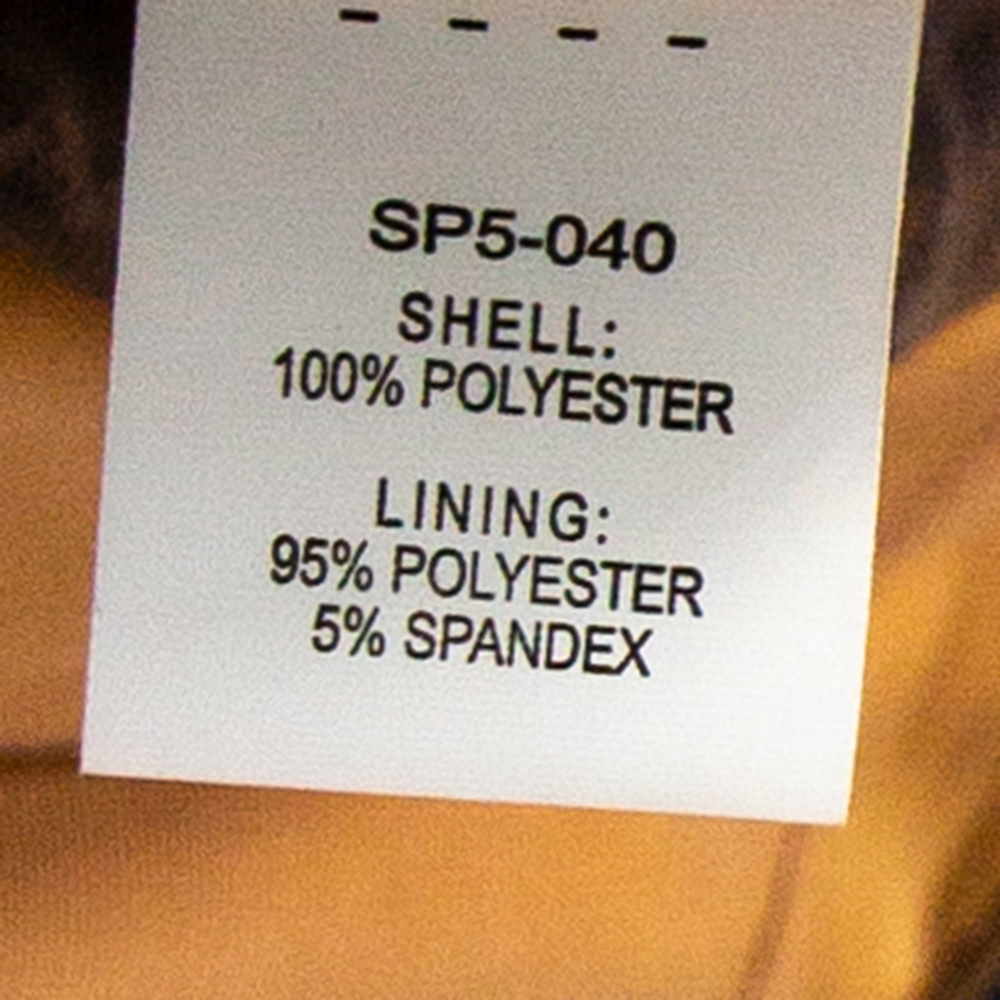 - - - -
SP5-040
SHELL:
100% POLYESTER
LINING:
95% POLYESTER
5% SPANDEX